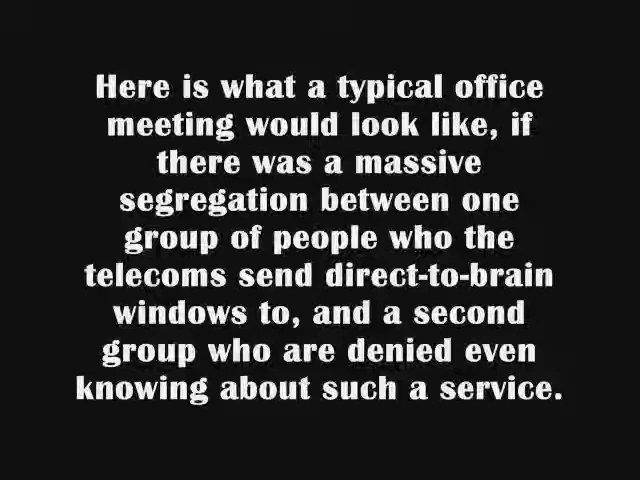 Here is what a typical office
meeting would look like, if
there was a massive
segregation between one
group of people who the
telecoms send direct-to-brain
windows to, and a second
group who are denied even
knowing about such a service.